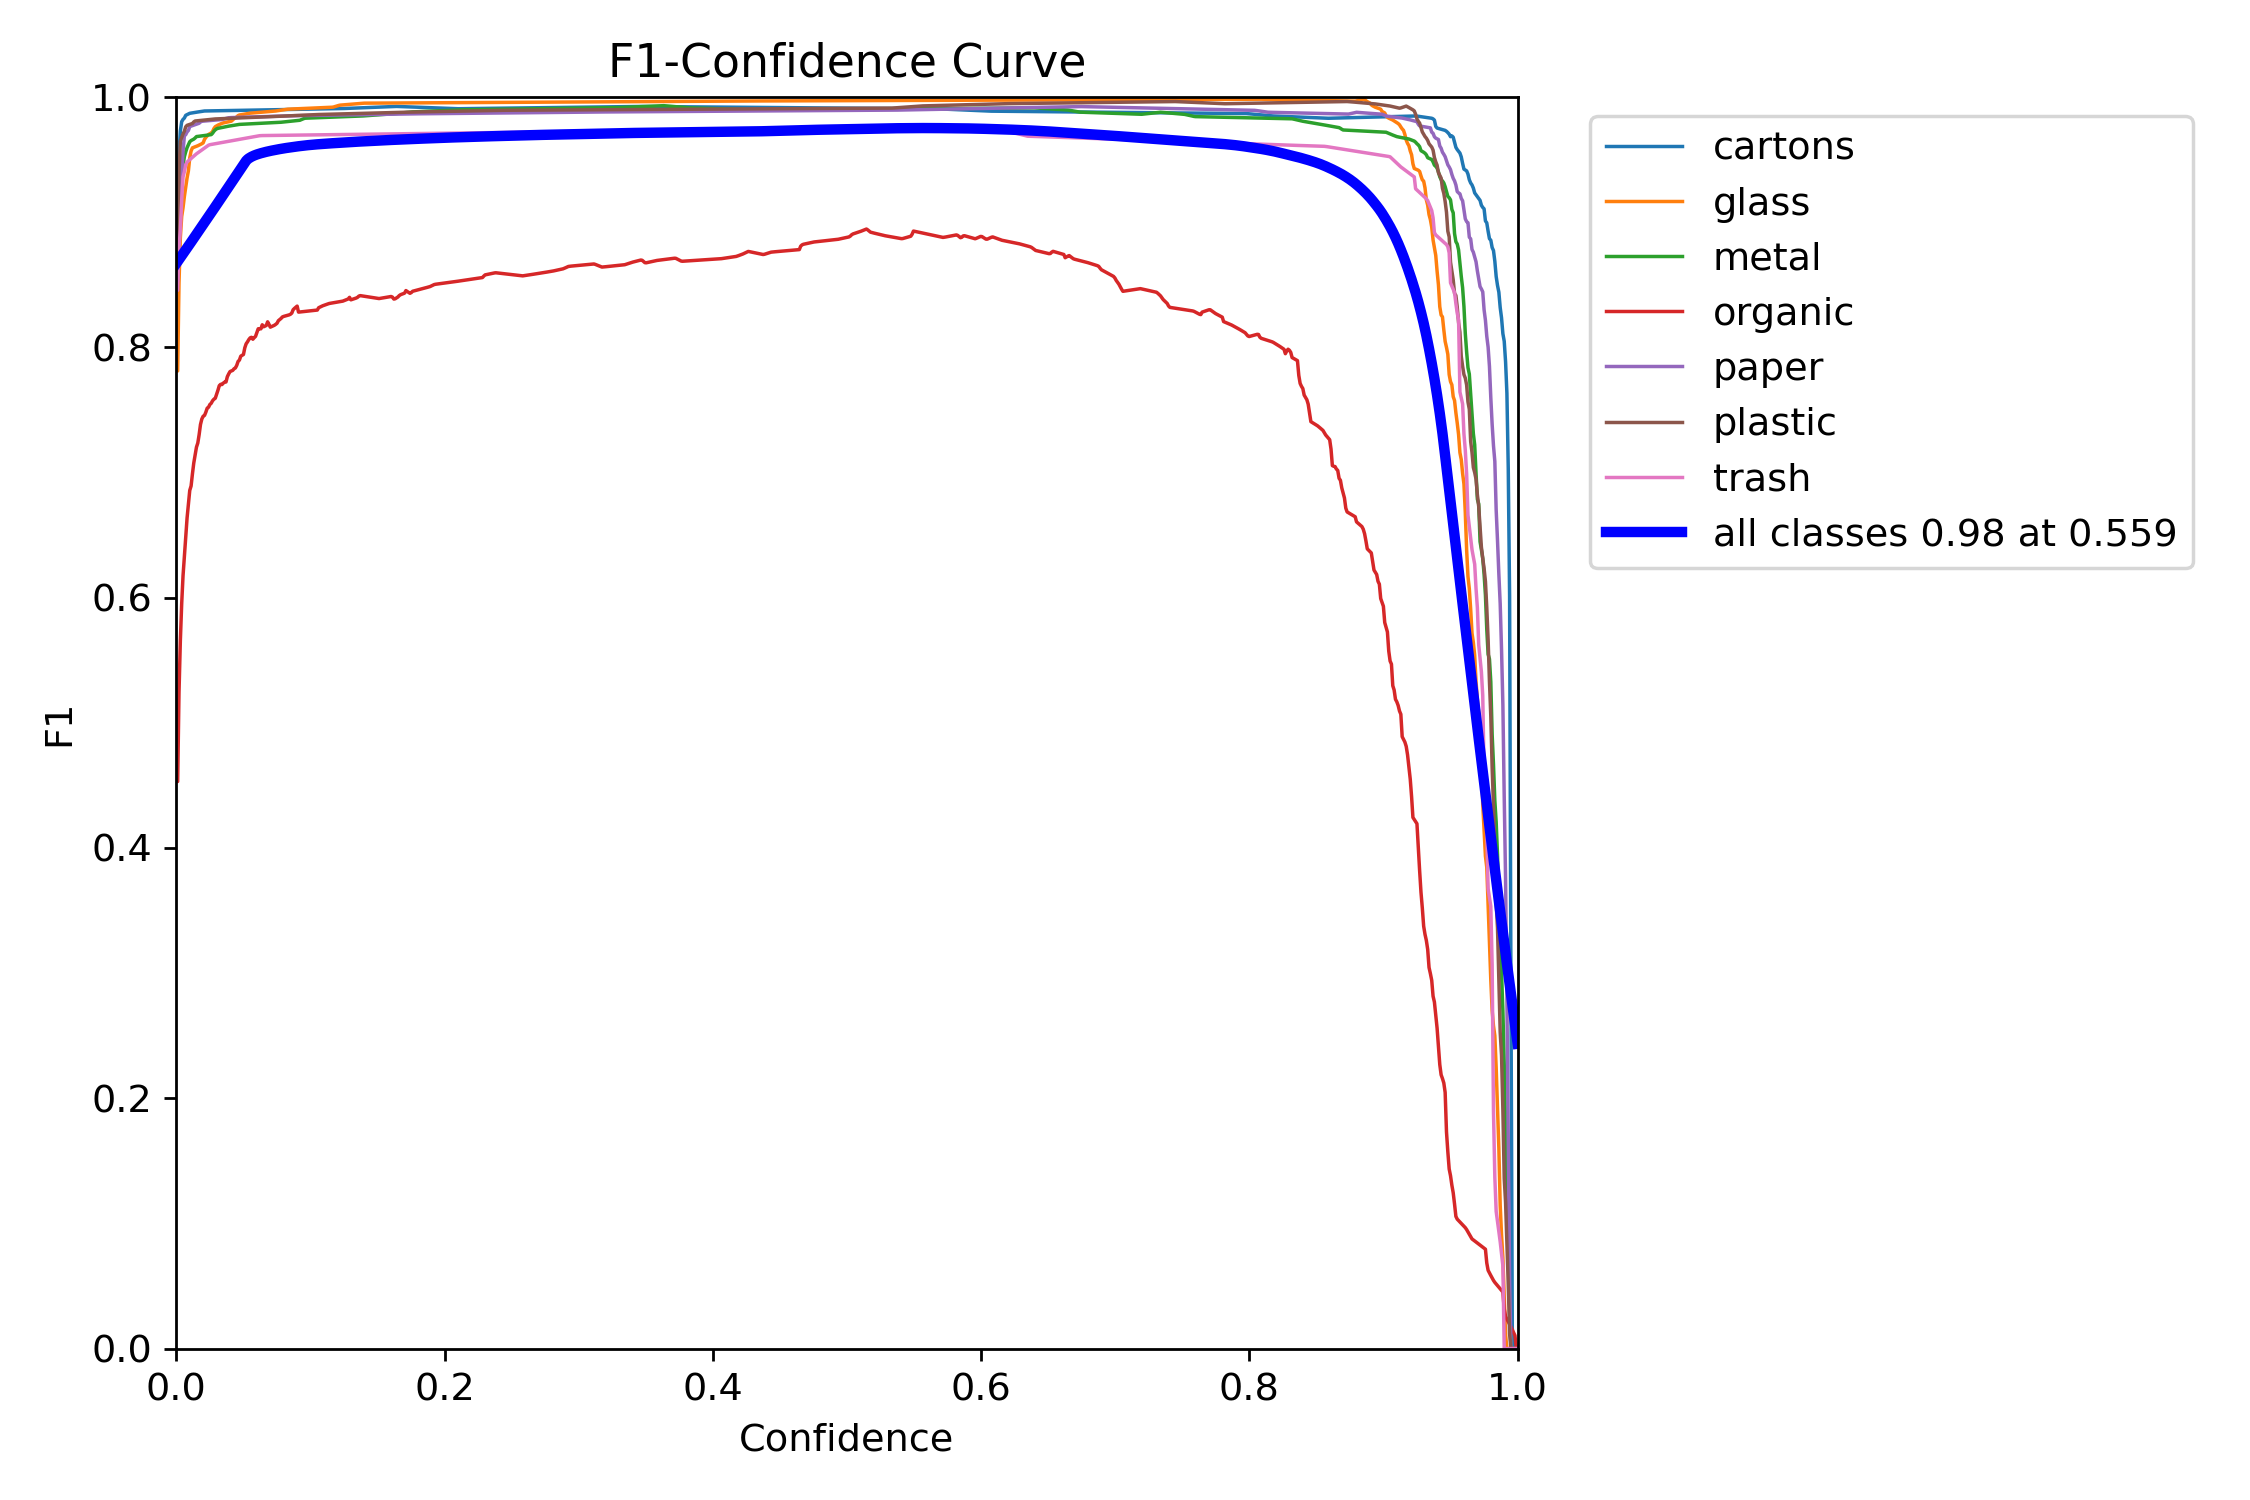 F1-Confidence Curve
1.0
0.8
0.6
0.4
0.2
0.0
F1
0.0 0.2 0.4 0.6 0.8 1.0
Confidence
cartons
glass
metal
organic
paper
plastic
trash
all classes 0.98 at 0.559